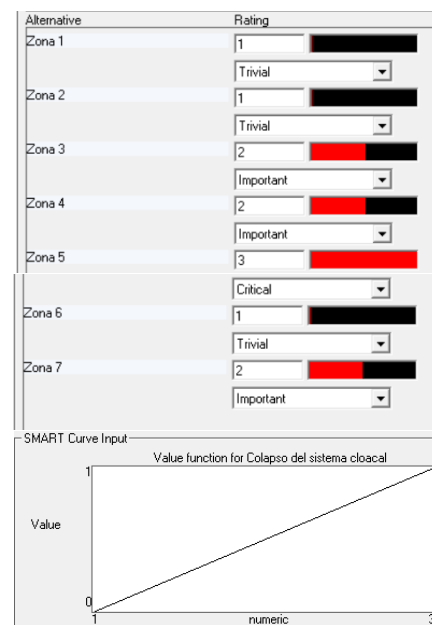 Alternative Rating
Zona 1 1
Trivial
Zona 2 1
Trivial
Zona 3 2
Important
Zona 4 2
Important
Zona 5 3
Critical
Zona 6 1
Trivial
Zona 7 2
Important
SMART Curve Input
Value function for Colapso del sistema cloacal
1
Value
0
1 numeric 3